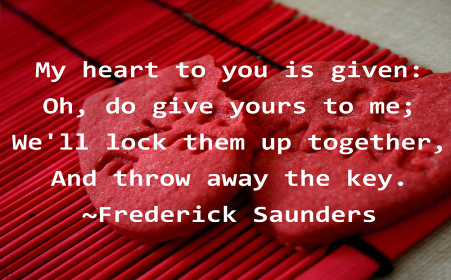 My heart to you is given:
Oh, do give yours to me;
We'll lock them up together,
And throw away the key.
~Frederick Saunders